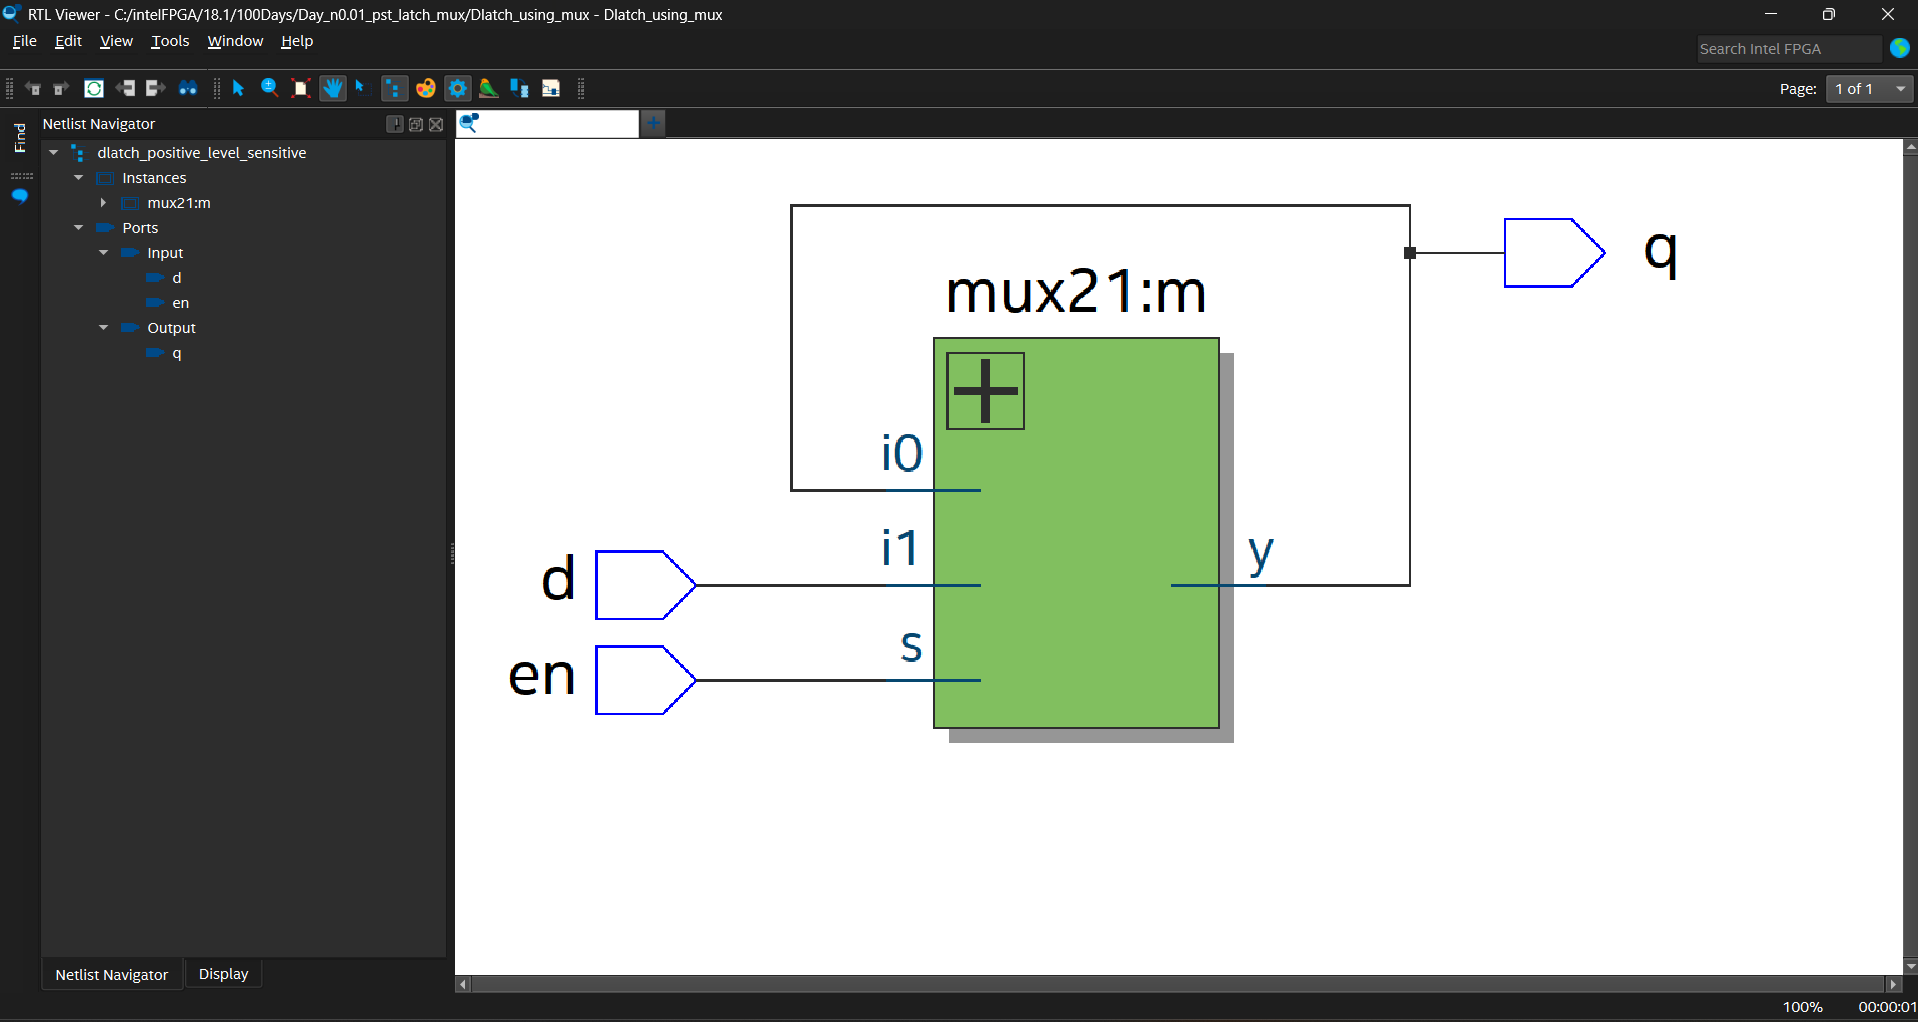 RTL Viewer - C:/intelFPGA/18.1/100Days/Day_n0.01_pst_latch_mux/Dlatch_using_mux - Dlatch_using_mux
File Edit View Tools Window Help
Search Intel FPGA
Page: 1 of 1
Find
Netlist Navigator
dlatch_positive_level_sensitive
Instances
mux21:m
Ports
Input
d
en
Output
q
q
mux21:m
i0
i1
y
d
s
en
Netlist Navigator Display
100% 00:00:01